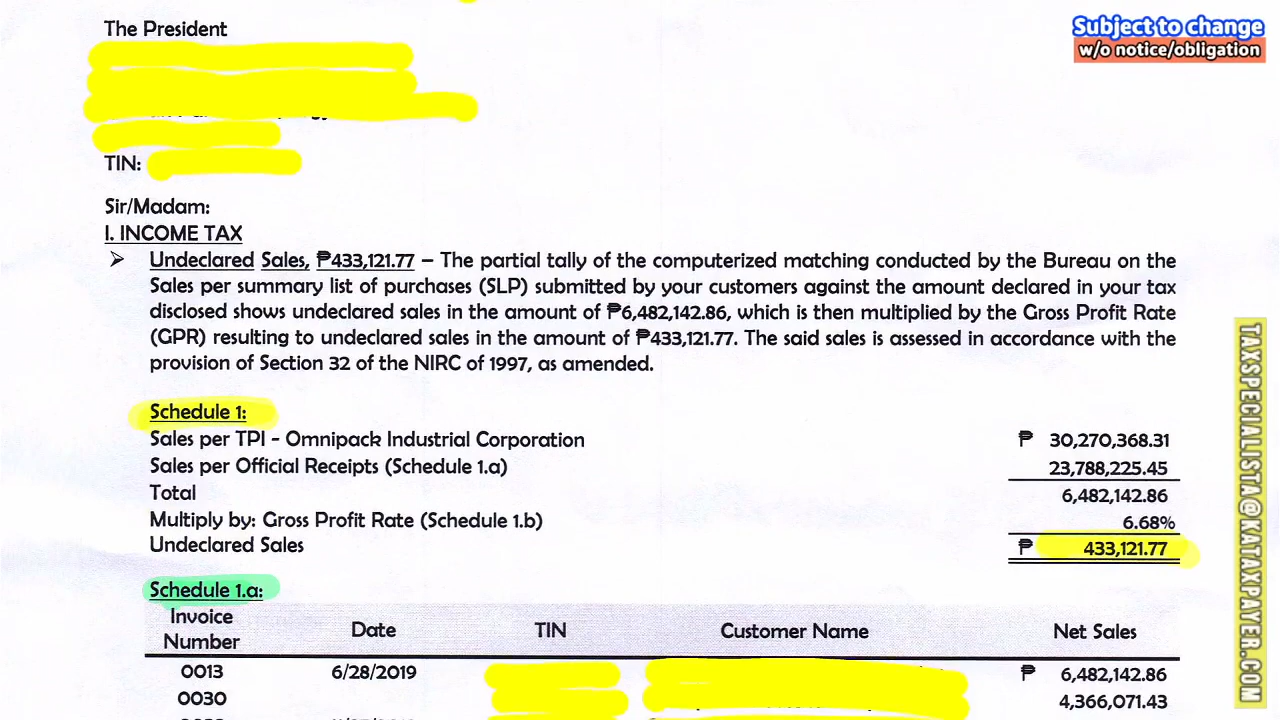 The President
Subject to change
w/o notice/obligation
TIN:
Sir/Madam:
I. INCOME TAX
➢ Undeclared Sales, ₱433,121.77 – The partial tally of the computerized matching conducted by the Bureau on the
Sales per summary list of purchases (SLP) submitted by your customers against the amount declared in your tax
disclosed shows undeclared sales in the amount of ₱6,482,142.86, which is then multiplied by the Gross Profit Rate
(GPR) resulting to undeclared sales in the amount of ₱433,121.77. The said sales is assessed in accordance with the
provision of Section 32 of the NIRC of 1997, as amended.
Schedule 1:
Sales per TPI - Omnipack Industrial Corporation ₱ 30,270,368.31
Sales per Official Receipts (Schedule 1.a) 23,788,225.45
Total 6,482,142.86
Multiply by: Gross Profit Rate (Schedule 1.b) 6.68%
Undeclared Sales ₱ 433,121.77
Schedule 1.a:
Invoice Number Date TIN Customer Name Net Sales
0013 6/28/2019 ₱ 6,482,142.86
0030 4,366,071.43
TAXSPECIALISTA@KATAXPAYER.COM